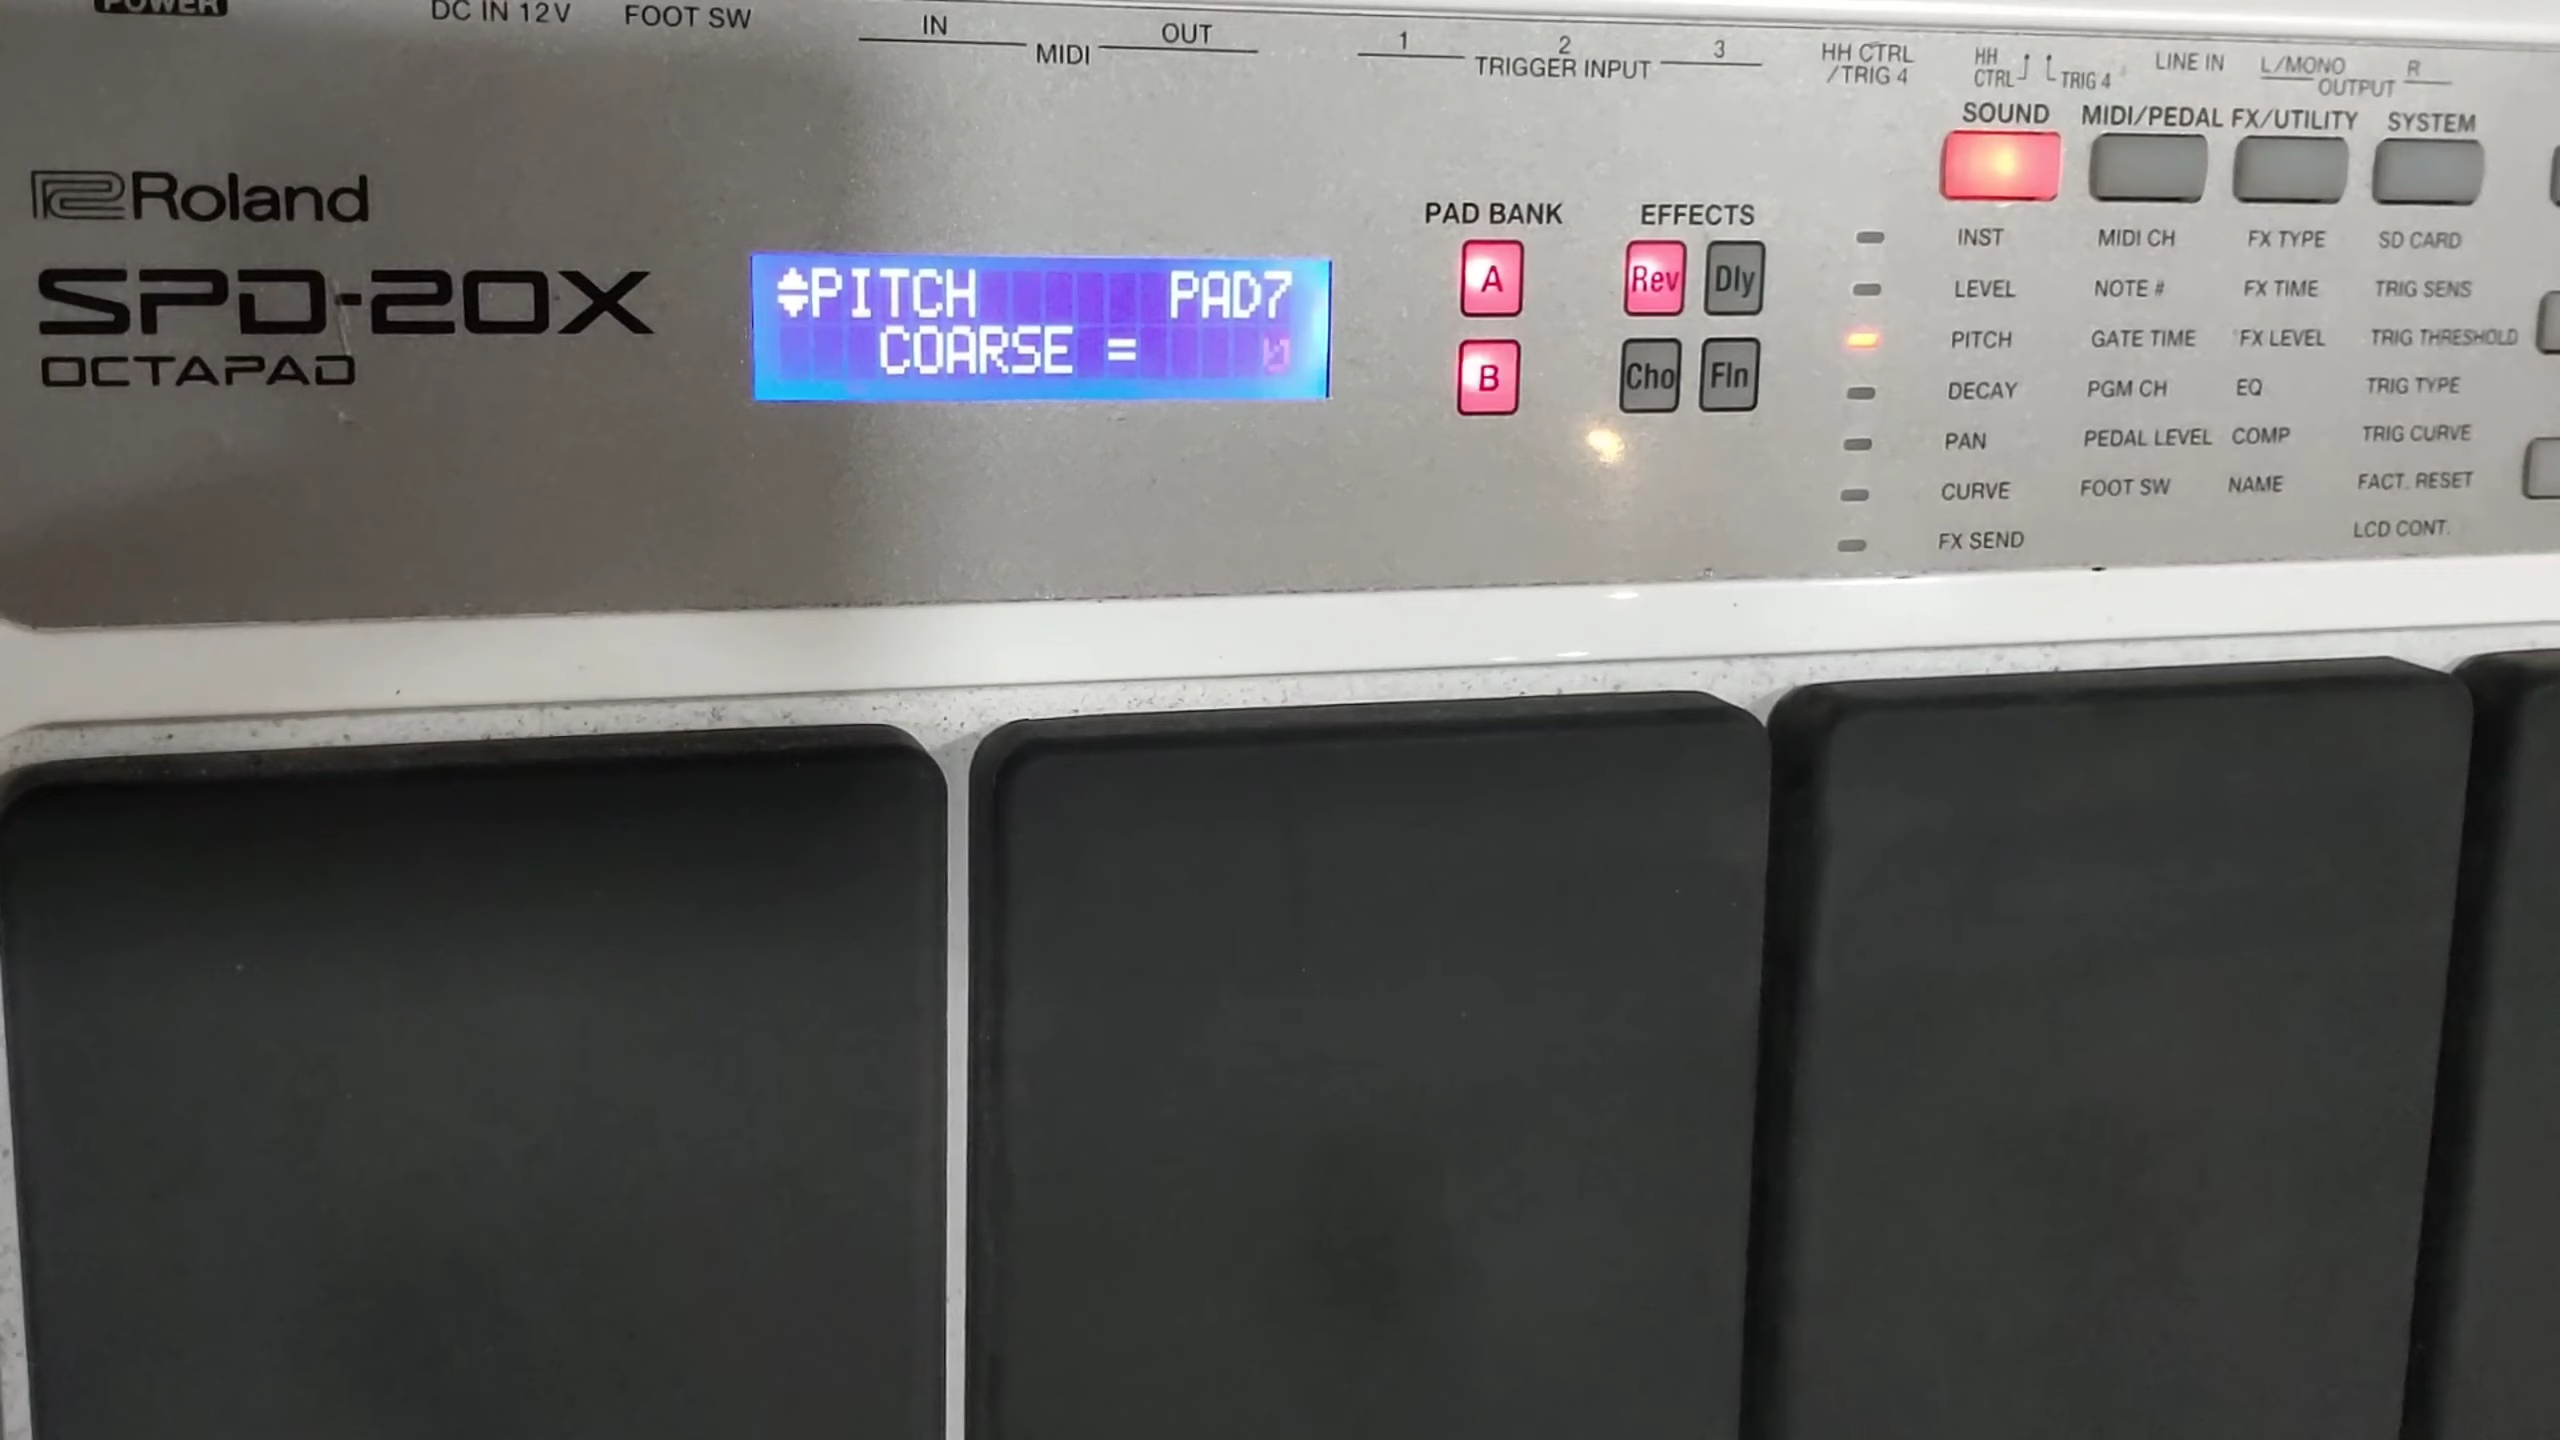 POWER
DC IN 12V
FOOT SW
IN
OUT
MIDI
1
2
3
TRIGGER INPUT
HH CTRL
/TRIG 4
HH
CTRL
TRIG 4
LINE IN
L/MONO
R
OUTPUT
Roland
SPD-20X
OCTAPAD
PITCH PAD7
COARSE =
PAD BANK
A
B
EFFECTS
Rev Dly
Cho Fln
SOUND MIDI/PEDAL FX/UTILITY SYSTEM
INST MIDI CH FX TYPE SD CARD
LEVEL NOTE # FX TIME TRIG SENS
PITCH GATE TIME FX LEVEL TRIG THRESHOLD
DECAY PGM CH EQ TRIG TYPE
PAN PEDAL LEVEL COMP TRIG CURVE
CURVE FOOT SW NAME FACT. RESET
FX SEND LCD CONT.